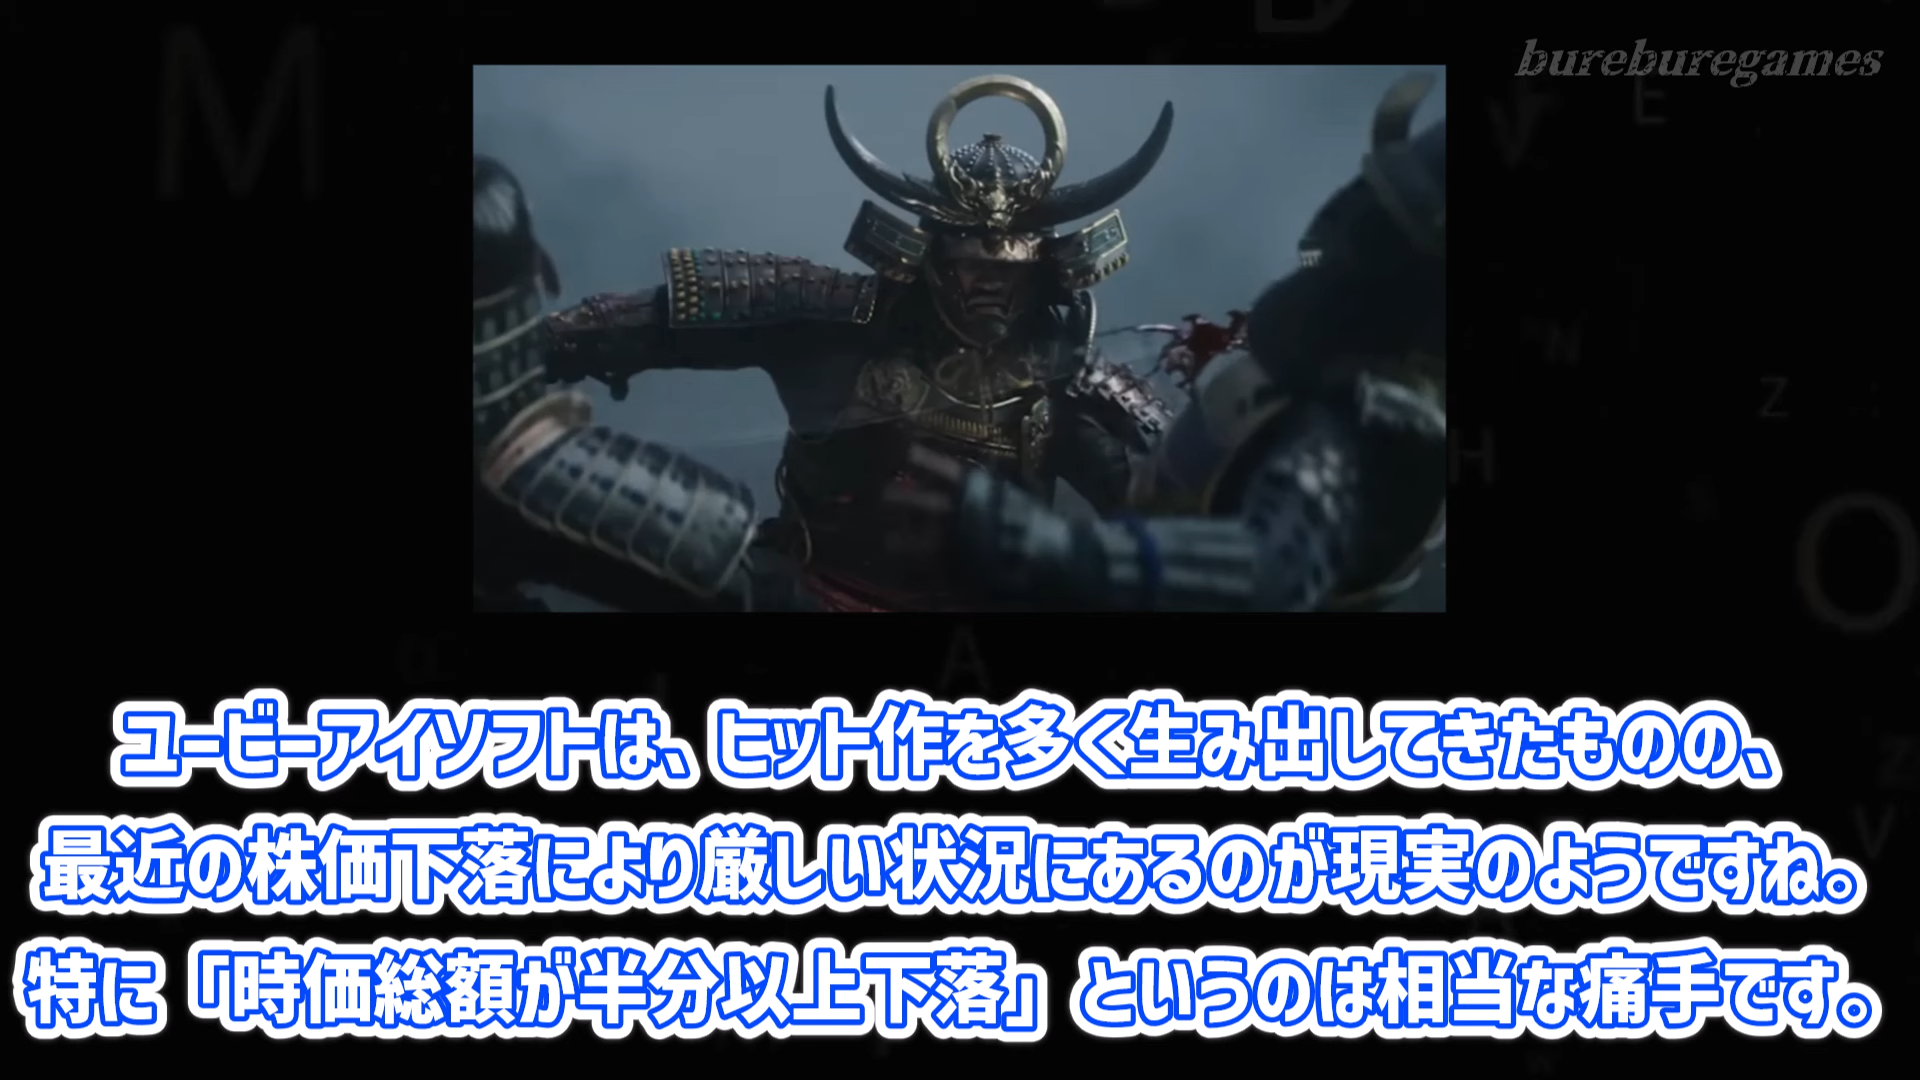 bureburegames
ユービーアイソフトは、ヒット作を多く生み出してきたものの、
最近の株価下落により厳しい状況にあるのが現実のようですね。
特に「時価総額が半分以上下落」というのは相当な痛手です。